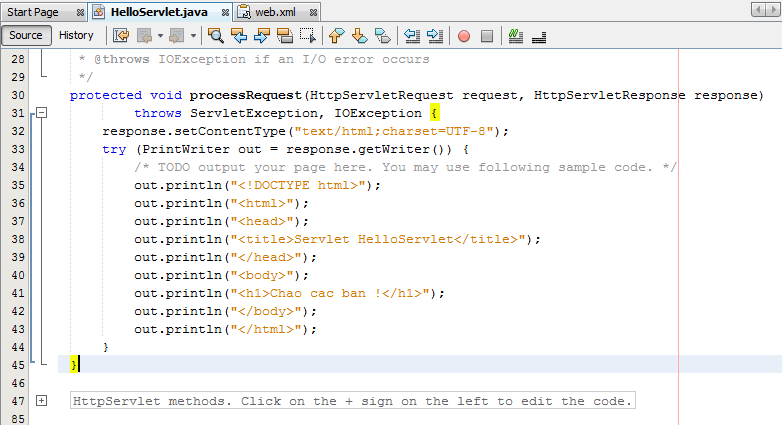 Start Page HelloServlet.java web.xml
Source History
28 * @throws IOException if an I/O error occurs
29 */
30 protected void processRequest(HttpServletRequest request, HttpServletResponse response)
31 throws ServletException, IOException {
32 response.setContentType("text/html;charset=UTF-8");
33 try (PrintWriter out = response.getWriter()) {
34 /* TODO output your page here. You may use following sample code. */
35 out.println("<!DOCTYPE html>");
36 out.println("<html>");
37 out.println("<head>");
38 out.println("<title>Servlet HelloServlet</title>");
39 out.println("</head>");
40 out.println("<body>");
41 out.println("<h1>Chao cac ban !</h1>");
42 out.println("</body>");
43 out.println("</html>");
44 }
45 }
46
47 HttpServlet methods. Click on the + sign on the left to edit the code.
85